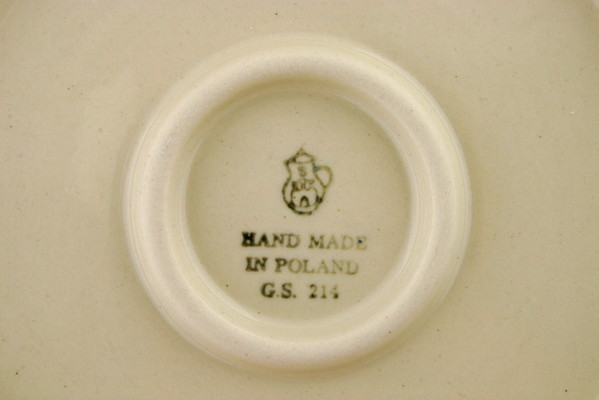 HAND MADE
IN POLAND
G.S. 214